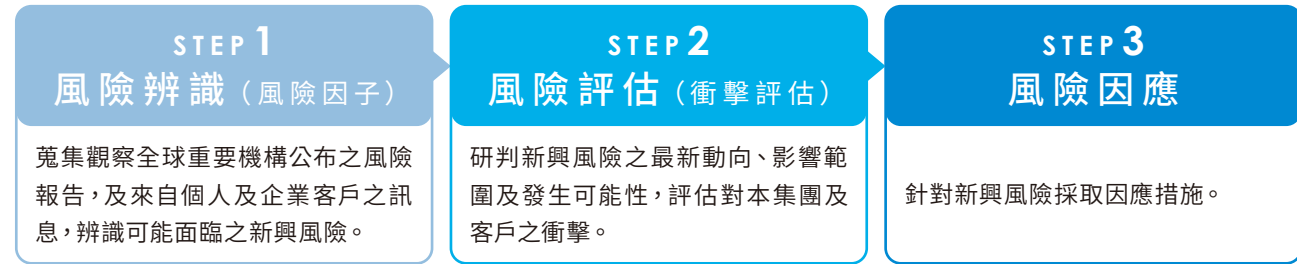 STEP 1
風險辨識（風險因子）
蒐集觀察全球重要機構公布之風險
報告，及來自個人及企業客戶之訊
息，辨識可能面臨之新興風險。
STEP 2
風險評估（衝擊評估）
研判新興風險之最新動向、影響範
圍及發生可能性，評估對本集團及
客戶之衝擊。
STEP 3
風險因應
針對新興風險採取因應措施。